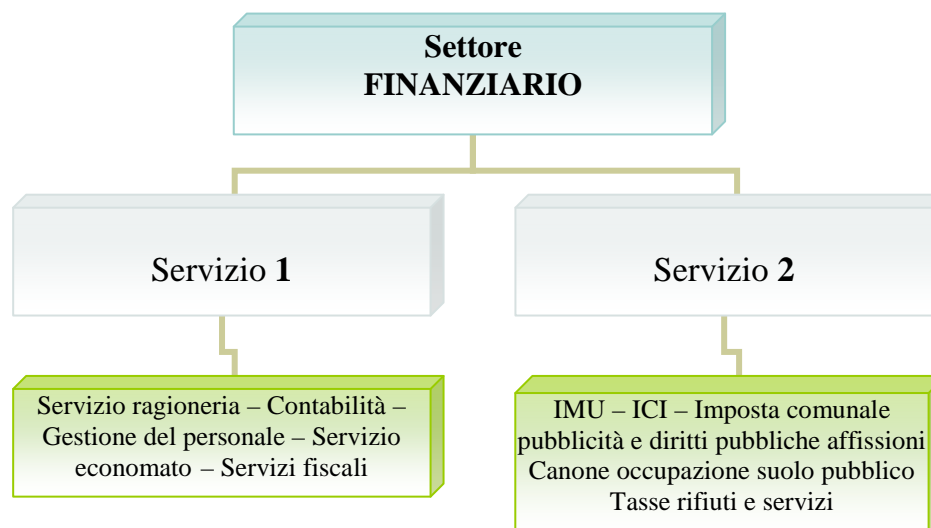 Settore
FINANZIARIO
Servizio 1
Servizio 2
Servizio ragioneria – Contabilità –
Gestione del personale – Servizio
economato – Servizi fiscali
IMU – ICI – Imposta comunale
pubblicità e diritti pubbliche affissioni
Canone occupazione suolo pubblico
Tasse rifiuti e servizi